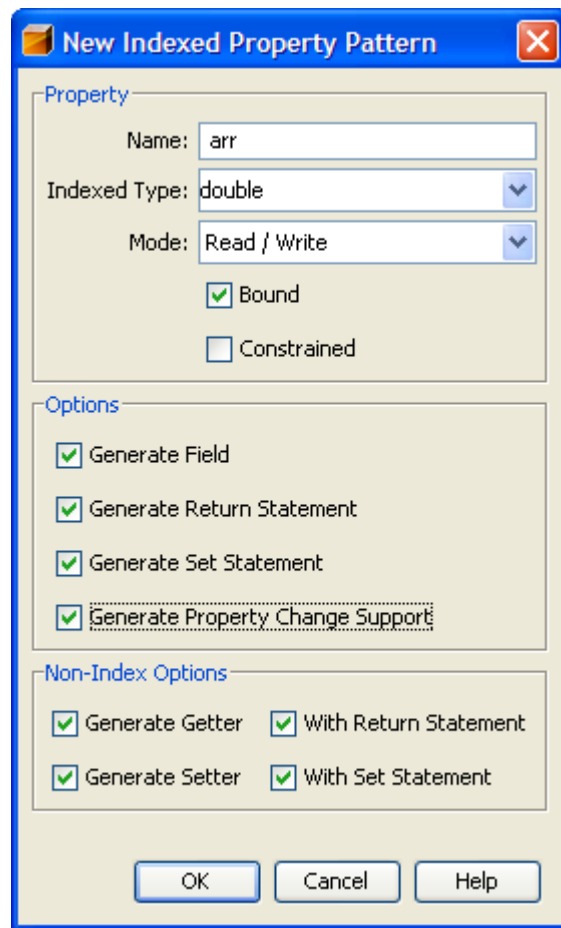 New Indexed Property Pattern
Property
Name: arr
Indexed Type: double
Mode: Read / Write
Bound
Constrained
Options
Generate Field
Generate Return Statement
Generate Set Statement
Generate Property Change Support
Non-Index Options
Generate Getter With Return Statement
Generate Setter With Set Statement
OK Cancel Help